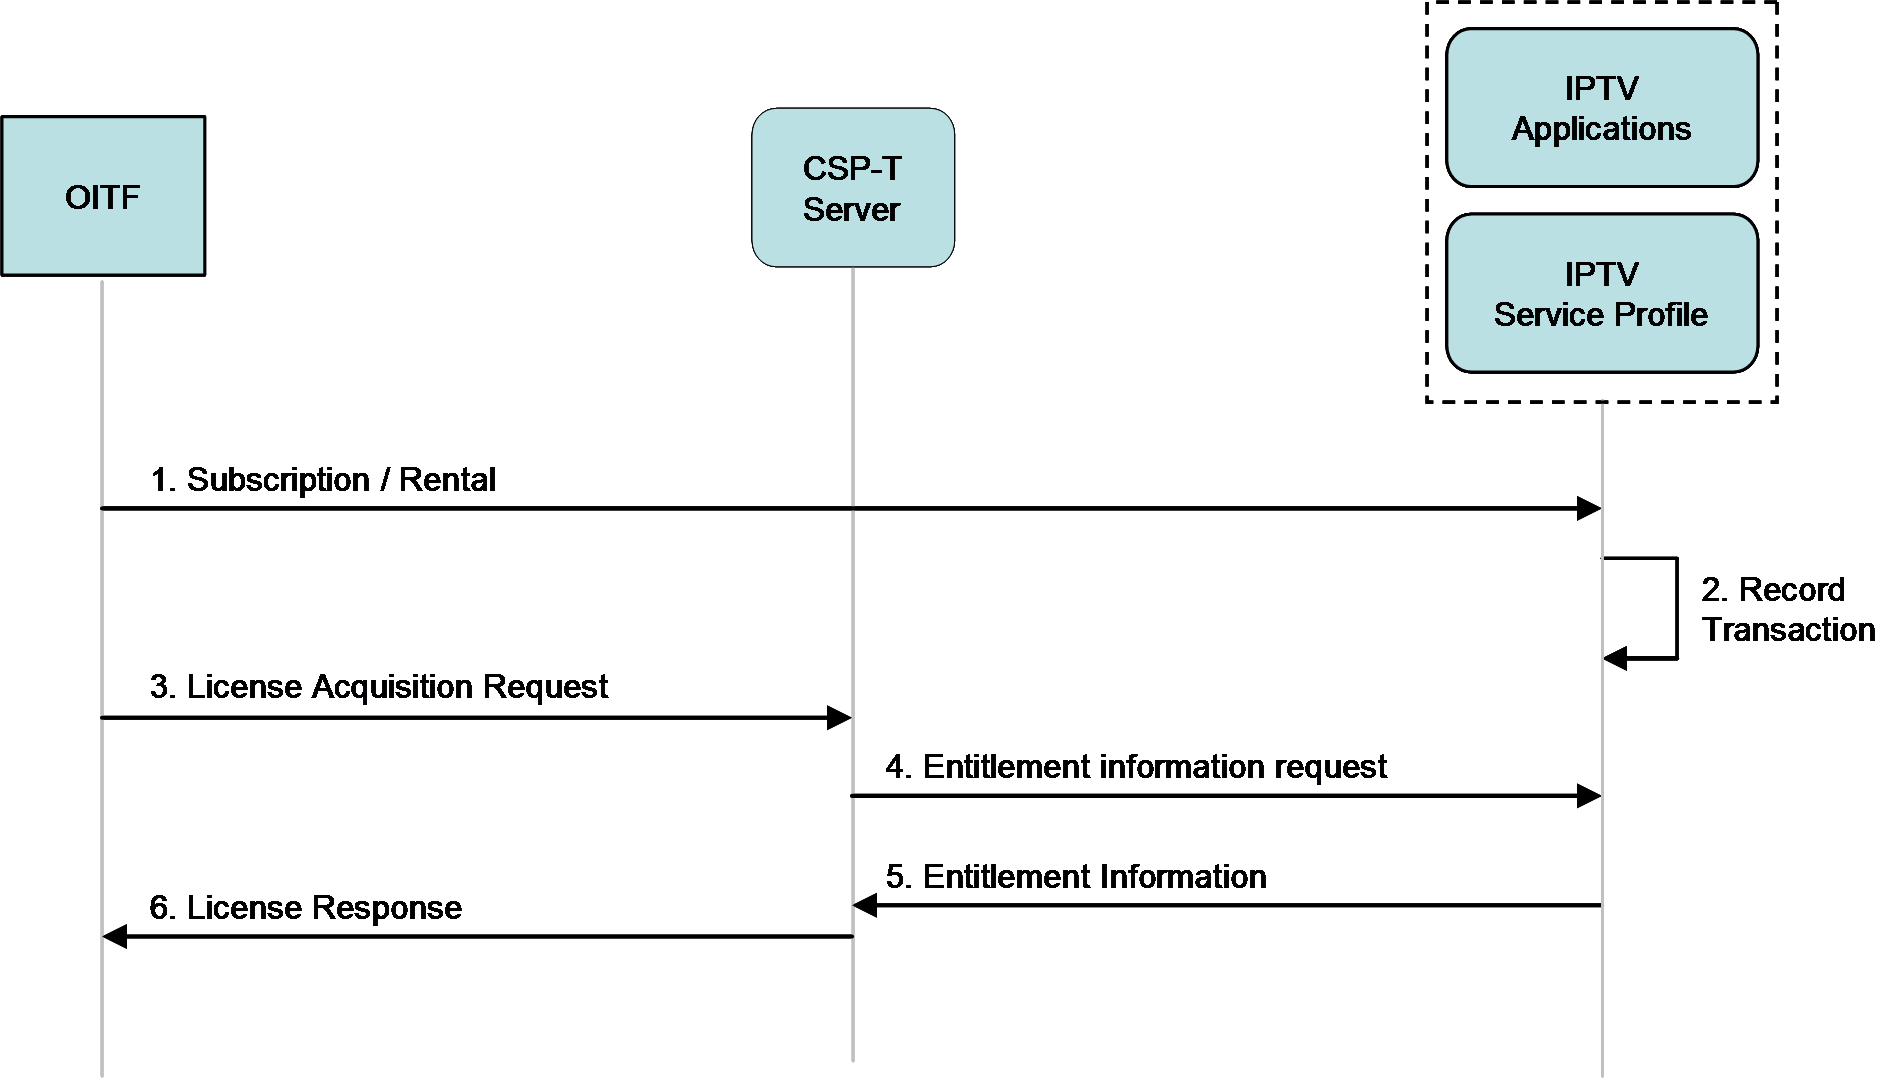 IPTV
Applications
OITF
CSP-T
Server
IPTV
Service Profile
1. Subscription / Rental
2. Record
Transaction
3. License Acquisition Request
4. Entitlement information request
5. Entitlement Information
6. License Response